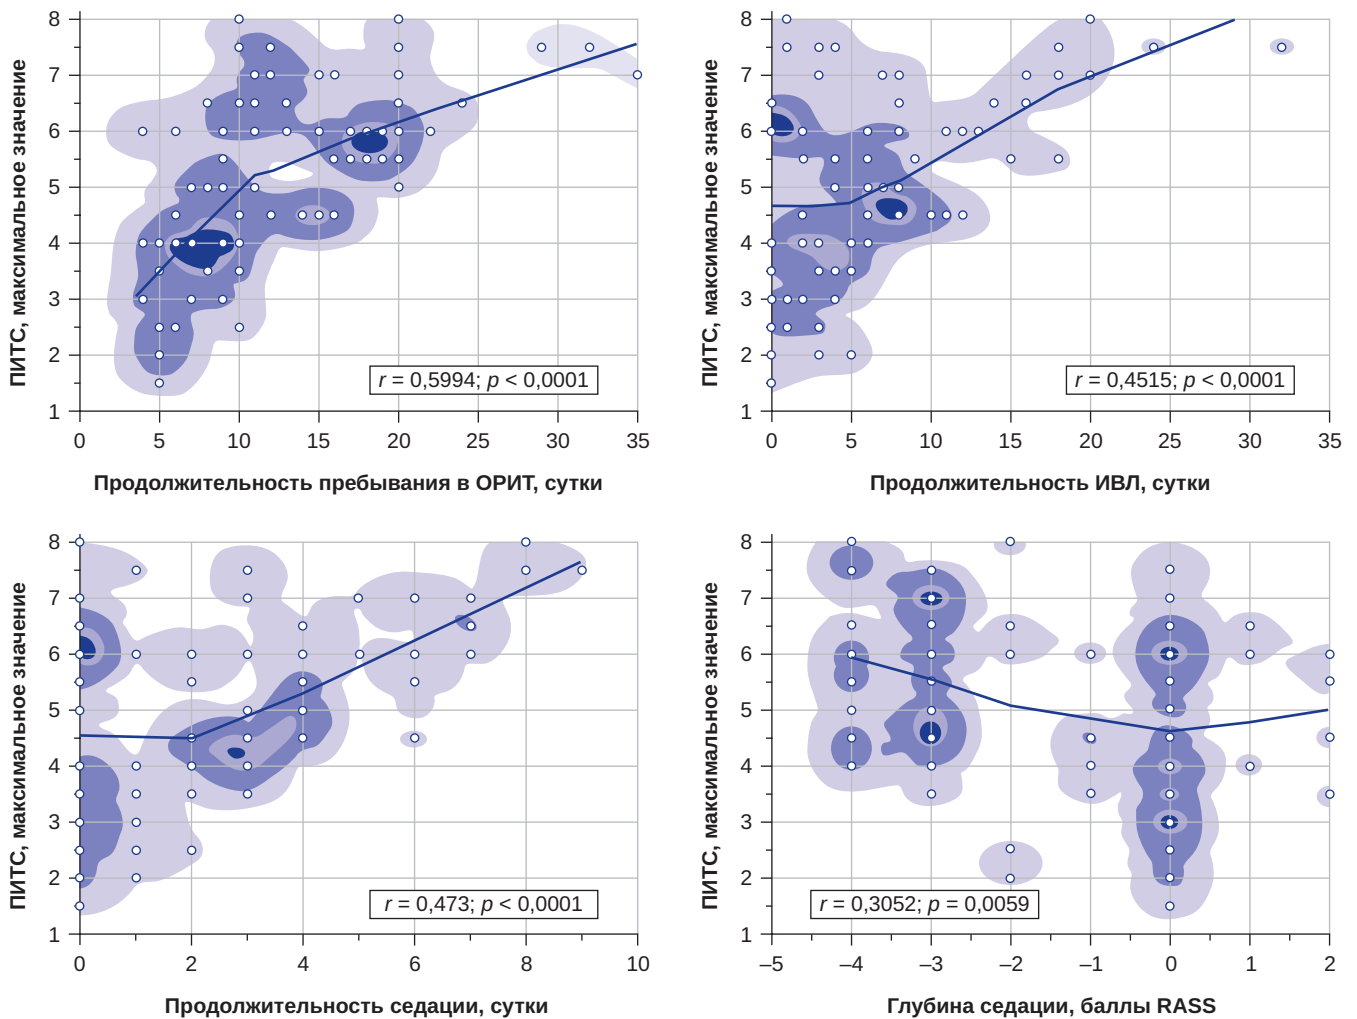 ПИТС, максимальное значение
8
7
6
5
4
3
2
1
r = 0,5994; p < 0,0001
0 5 10 15 20 25 30 35
Продолжительность пребывания в ОРИТ, сутки
ПИТС, максимальное значение
8
7
6
5
4
3
2
1
r = 0,4515; p < 0,0001
0 5 10 15 20 25 30 35
Продолжительность ИВЛ, сутки
ПИТС, максимальное значение
8
7
6
5
4
3
2
1
r = 0,473; p < 0,0001
0 2 4 6 8 10
Продолжительность седации, сутки
ПИТС, максимальное значение
8
7
6
5
4
3
2
1
r = 0,3052; p = 0,0059
–5 –4 –3 –2 –1 0 1 2
Глубина седации, баллы RASS